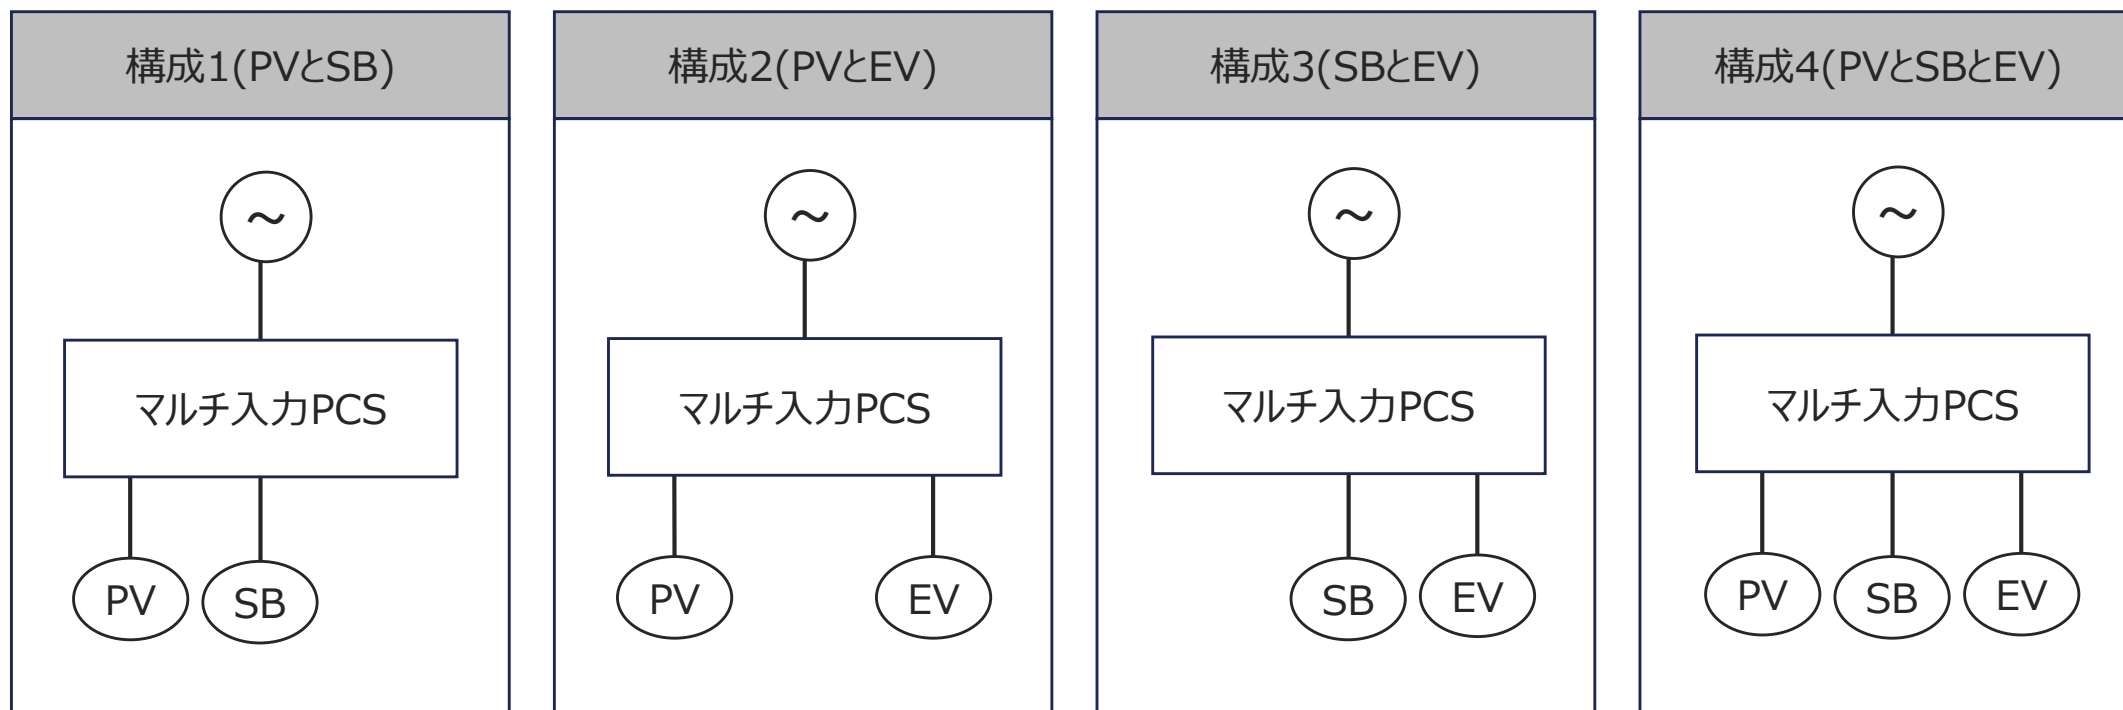 構成1(PVとSB)
構成2(PVとEV)
構成3(SBとEV)
構成4(PVとSBとEV)
~
~
~
~
マルチ入力PCS
マルチ入力PCS
マルチ入力PCS
マルチ入力PCS
PV
SB
PV
EV
SB
EV
PV
SB
EV